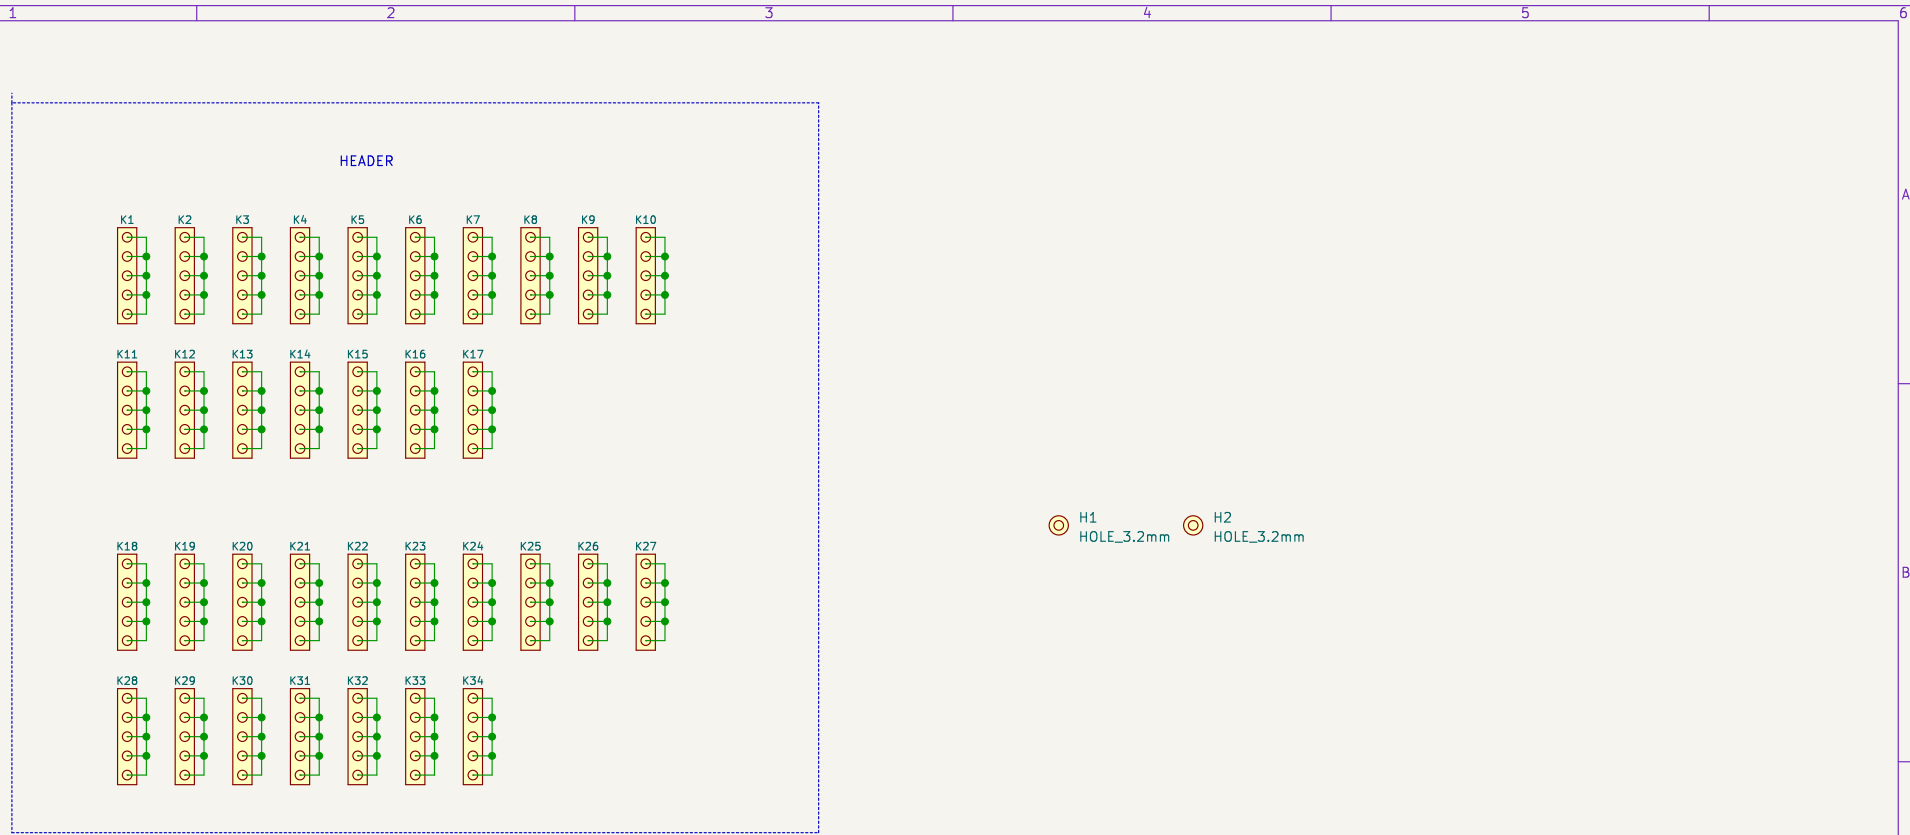 1 2 3 4 5 6
HEADER
A
K1 K2 K3 K4 K5 K6 K7 K8 K9 K10
K11 K12 K13 K14 K15 K16 K17
H1 H2
HOLE_3.2mm HOLE_3.2mm
K18 K19 K20 K21 K22 K23 K24 K25 K26 K27
B
K28 K29 K30 K31 K32 K33 K34